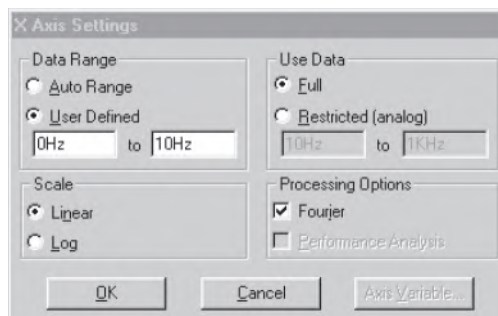 X Axis Settings
Data Range
Auto Range
User Defined
0Hz to 10Hz
Use Data
Full
Restricted (analog)
10Hz to 1KHz
Scale
Linear
Log
Processing Options
Fourier
Performance Analysis
OK
Cancel
Axis Variable...